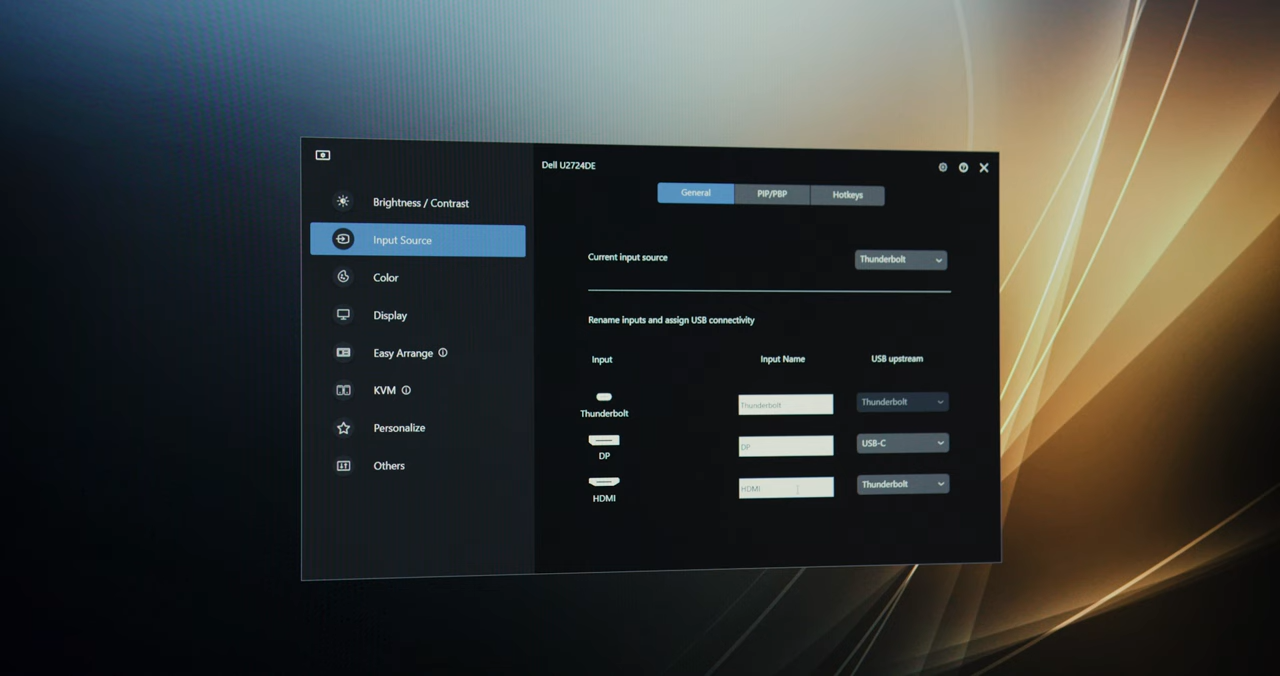 Dell U2724DE
Brightness / Contrast
Input Source
Color
Display
Easy Arrange
KVM
Personalize
Others
General
PIP/PBP
Hotkeys
Current input source
Thunderbolt
Rename inputs and assign USB connectivity
Input
Input Name
USB upstream
Thunderbolt
Thunderbolt
Thunderbolt
DP
DP
USB-C
HDMI
HDMI
Thunderbolt